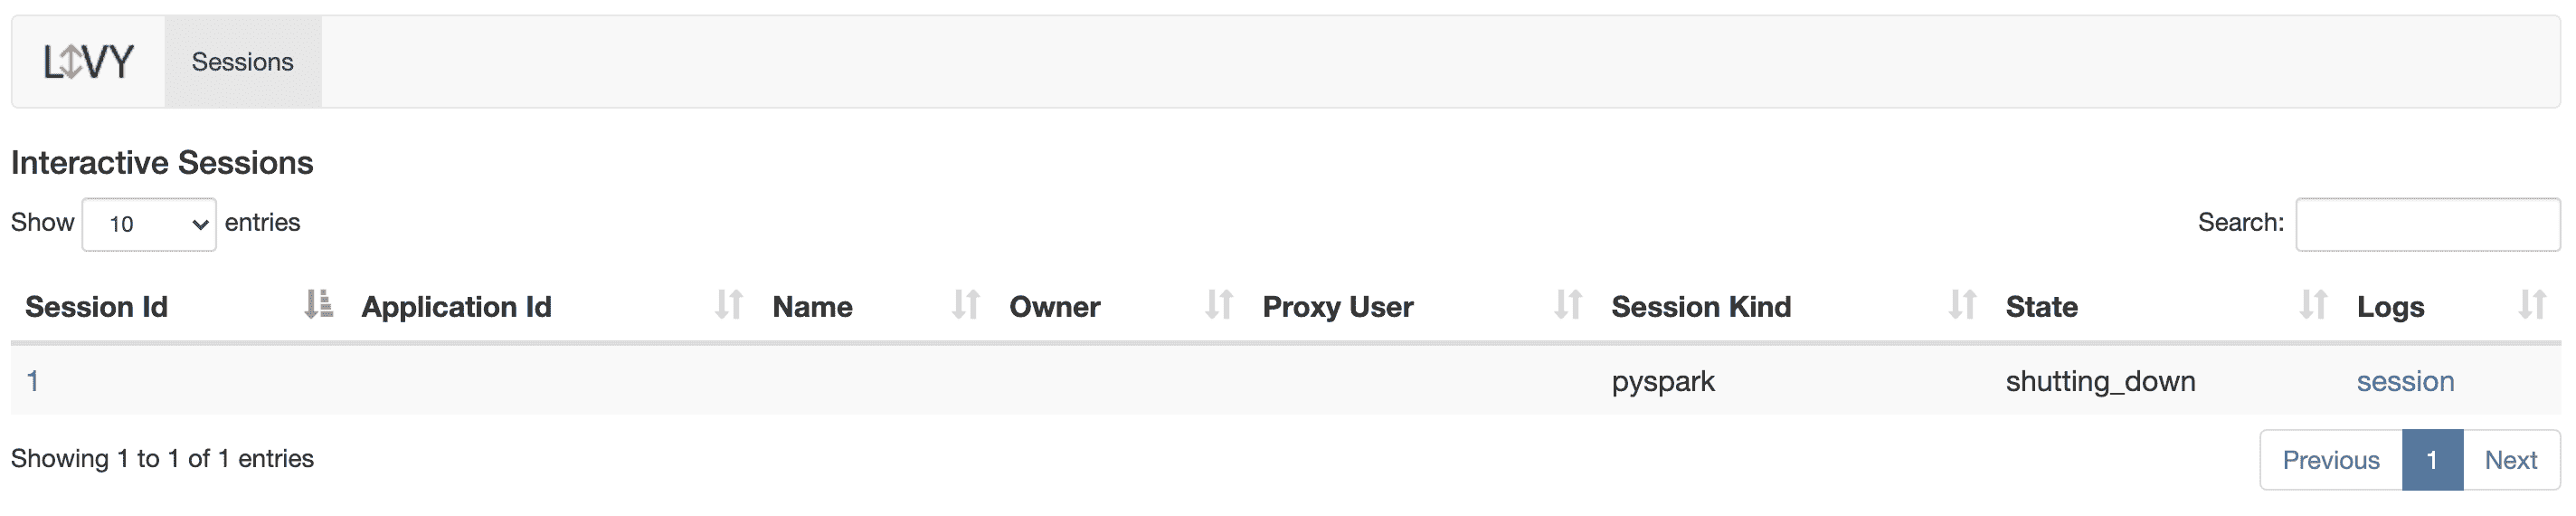 LIVY Sessions
Interactive Sessions
Show 10 entries Search:
Session Id Application Id Name Owner Proxy User Session Kind State Logs
1 pyspark shutting_down session
Showing 1 to 1 of 1 entries Previous 1 Next